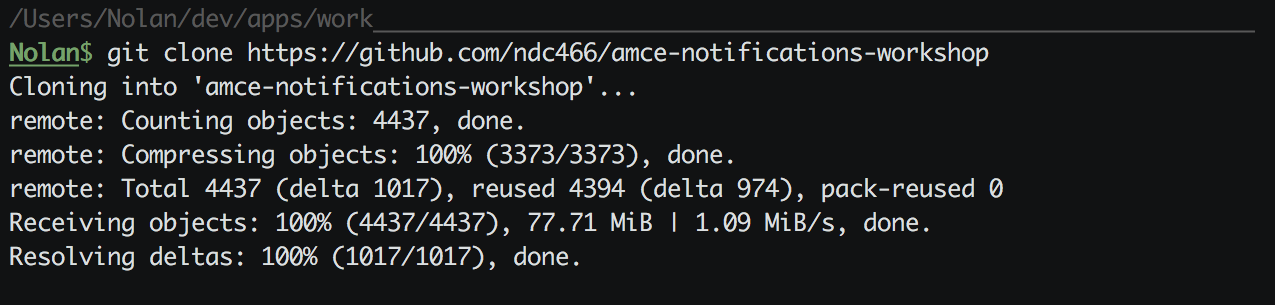 /Users/Nolan/dev/apps/work
Nolan$ git clone https://github.com/ndc466/amce-notifications-workshop
Cloning into 'amce-notifications-workshop'...
remote: Counting objects: 4437, done.
remote: Compressing objects: 100% (3373/3373), done.
remote: Total 4437 (delta 1017), reused 4394 (delta 974), pack-reused 0
Receiving objects: 100% (4437/4437), 77.71 MiB | 1.09 MiB/s, done.
Resolving deltas: 100% (1017/1017), done.